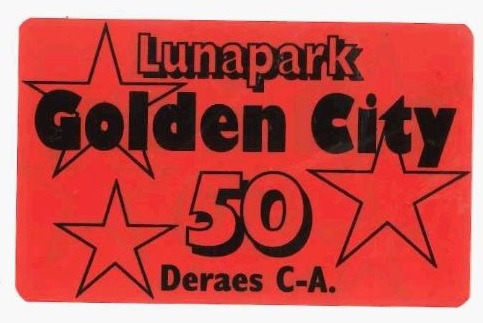 Lunapark
Golden City
50
Deraes C-A.